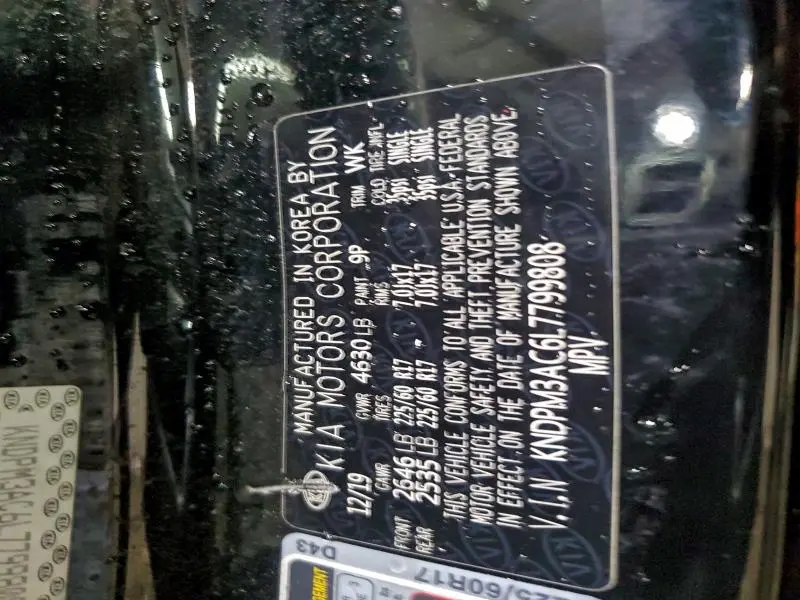 MANUFACTURED IN KOREA BY
KIA MOTORS CORPORATION
12/19 GVWR 4630 LB PAINT 9P TRIM WK
GAWR TIRES RIMS COLD TIRE INFL
FRONT 2646 LB 225/60 R17 7.0Jx17 35psi SINGLE
REAR 2535 LB 225/60 R17 7.0Jx17 35psi SINGLE
THIS VEHICLE CONFORMS TO ALL APPLICABLE U.S.A. FEDERAL
MOTOR VEHICLE SAFETY, AND THEFT PREVENTION STANDARDS
IN EFFECT ON THE DATE OF MANUFACTURE SHOWN ABOVE.
V.I.N KNDPM3AC6L7799808
MPV
KNDPM3AC6L7799808
D43
225/60R17